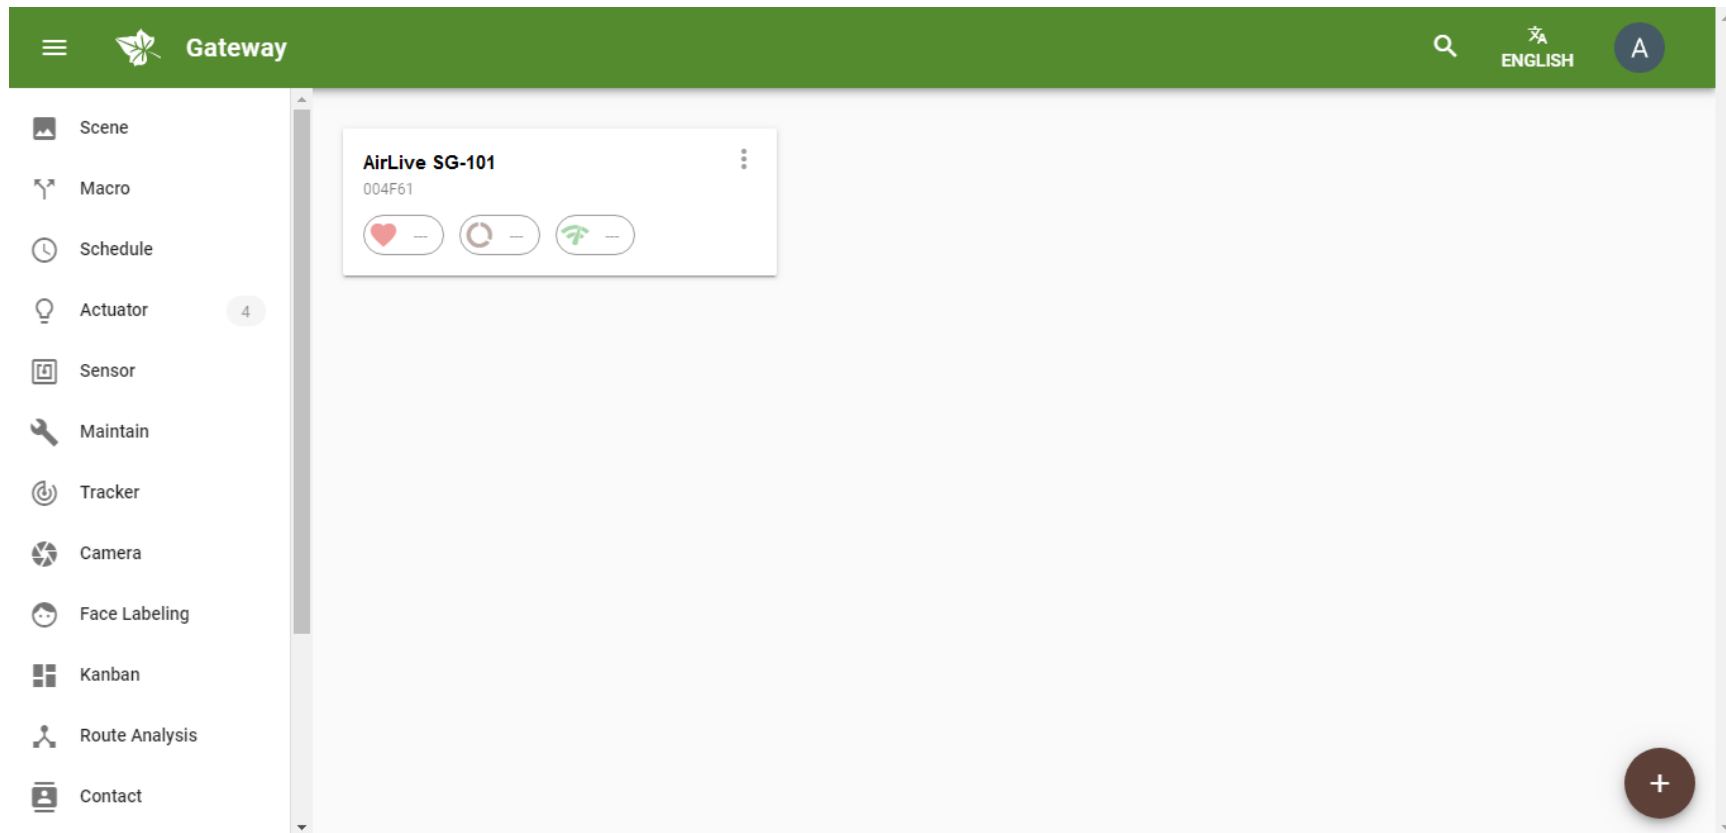 Gateway
ENGLISH
A
Scene
Macro
Schedule
Actuator 4
Sensor
Maintain
Tracker
Camera
Face Labeling
Kanban
Route Analysis
Contact
AirLive SG-101
004F61
--- --- ---
+